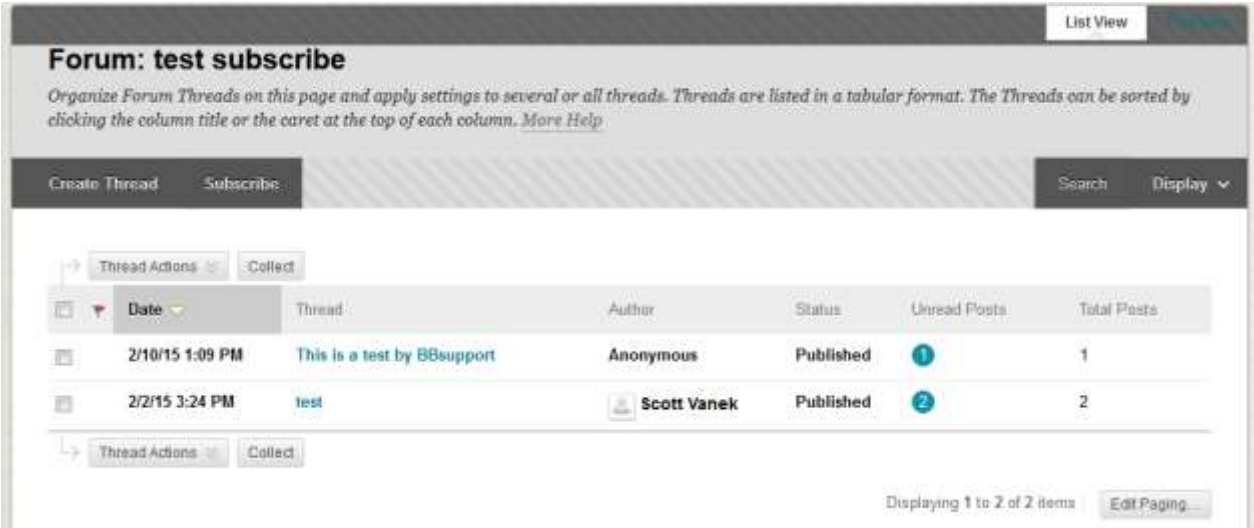 List View
Forum: test subscribe
Organize Forum Threads on this page and apply settings to several or all threads. Threads are listed in a tabular format. The Threads can be sorted by
clicking the column title or the caret at the top of each column. More Help
Create Thread Subscribe Search Display
Thread Actions Collect
Date Thread Author Status Unread Posts Total Posts
2/10/15 1:09 PM This is a test by BBsupport Anonymous Published 1 1
2/2/15 3:24 PM test Scott Vanek Published 2 2
Thread Actions Collect
Displaying 1 to 2 of 2 items Edit Paging...